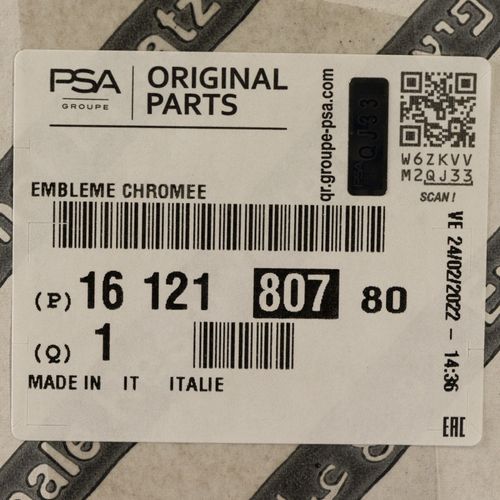 PSA
GROUPE
ORIGINAL
PARTS
qr.groupe-psa.com
QJ33
W6ZKVV
M2QJ33
SCAN!
EMBLEME CHROMEE
(P) 16 121 807 80
(Q) 1
MADE IN IT ITALIE
VE 24/02/2022 - 14:36
EAC